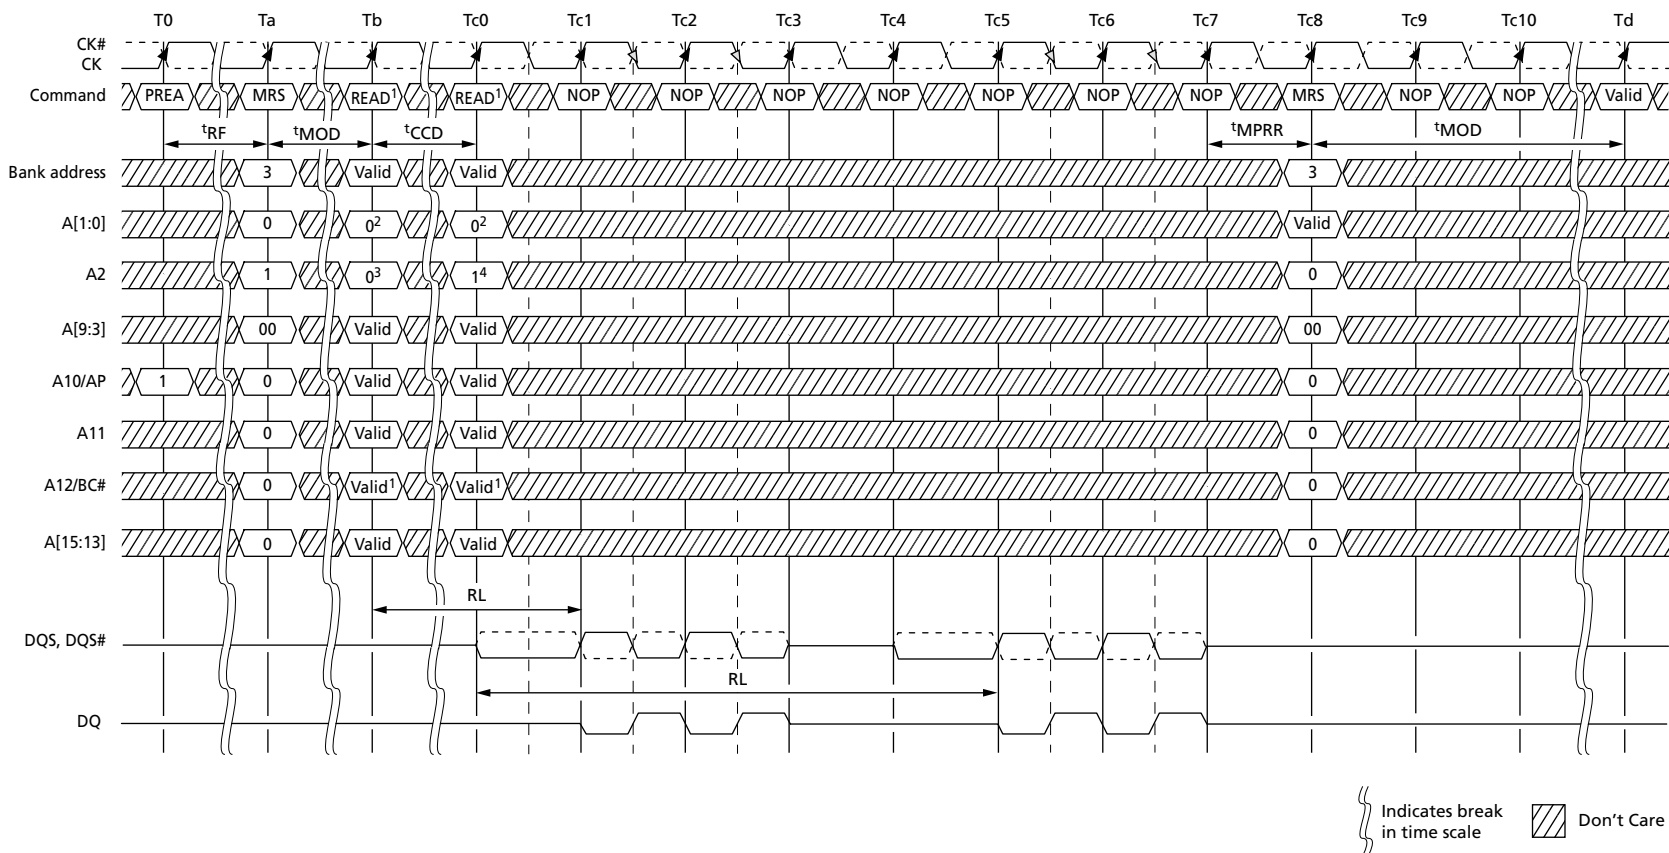 T0 Ta Tb Tc0 Tc1 Tc2 Tc3 Tc4 Tc5 Tc6 Tc7 Tc8 Tc9 Tc10 Td
CK#
CK
Command PREA MRS READ1 READ1 NOP NOP NOP NOP NOP NOP NOP MRS NOP NOP Valid
tRF tMOD tCCD tMPRR tMOD
Bank address 3 Valid Valid 3
A[1:0] 0 02 02 Valid
A2 1 03 14 0
A[9:3] 00 Valid Valid 00
A10/AP 1 0 Valid Valid 0
A11 0 Valid Valid 0
A12/BC# 0 Valid1 Valid1 0
A[15:13] 0 Valid Valid 0
RL
DQS, DQS#
RL
DQ
Indicates break
in time scale
Don't Care